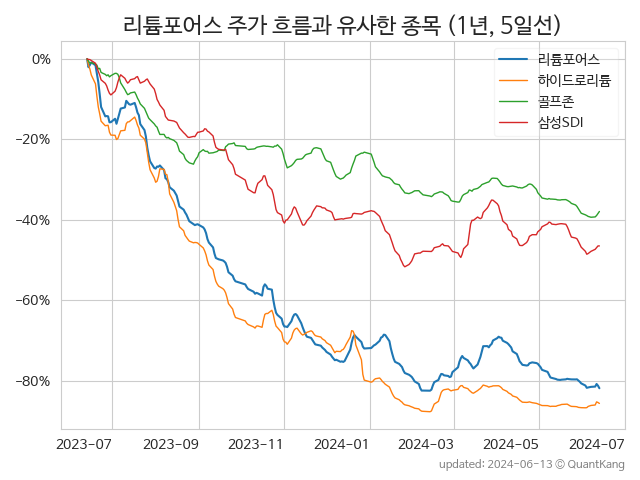 리튬포어스 주가 흐름과 유사한 종목 (1년, 5일선)
리튬포어스
하이드로리튬
골프존
삼성SDI
0%
−20%
−40%
−60%
−80%
2023-07 2023-09 2023-11 2024-01 2024-03 2024-05 2024-07
updated: 2024-06-13 © QuantKang